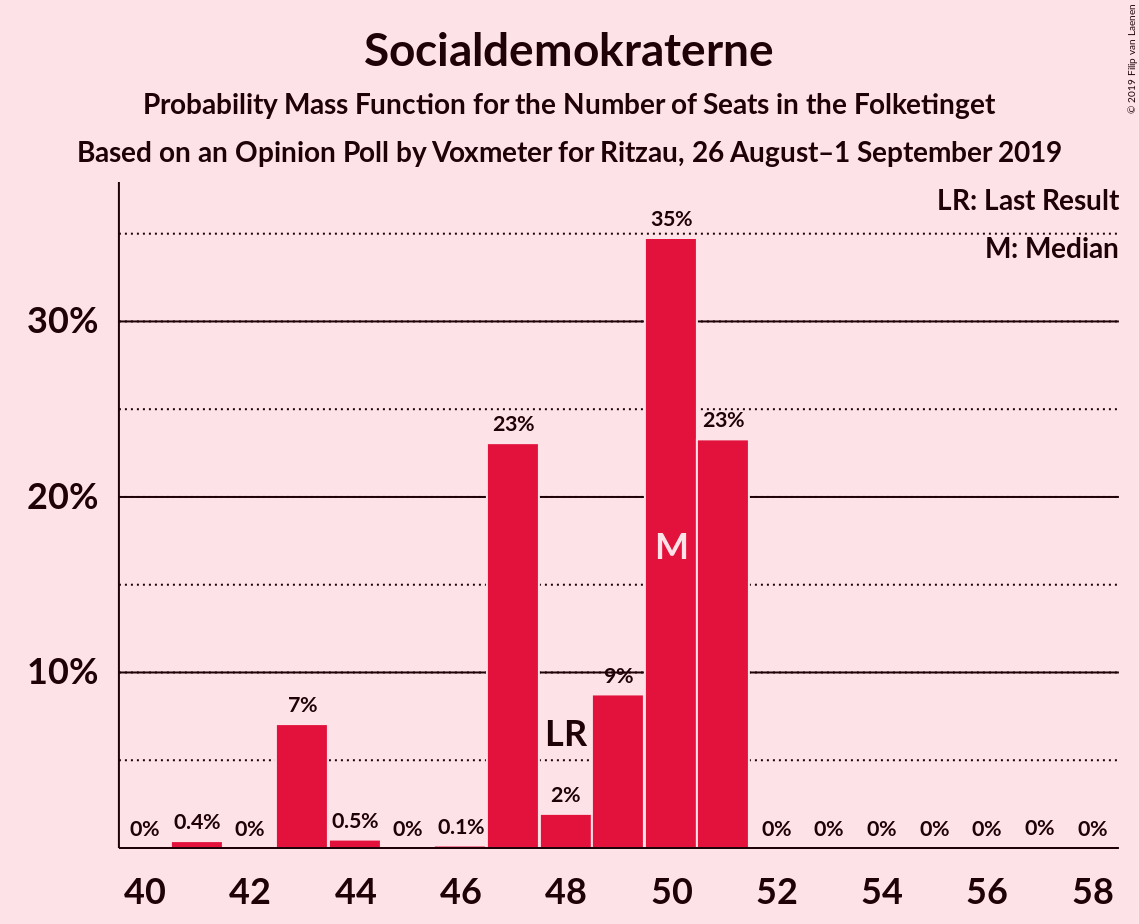 Socialdemokraterne
Probability Mass Function for the Number of Seats in the Folketinget
Based on an Opinion Poll by Voxmeter for Ritzau, 26 August–1 September 2019
© 2019 Filip van Laenen
LR: Last Result
M: Median
30%
20%
10%
0%
0.4%
0%
7%
0.5%
0%
0.1%
23%
2%
9%
35%
23%
0%
0%
0%
0%
0%
0%
0%
LR
M
40 42 44 46 48 50 52 54 56 58